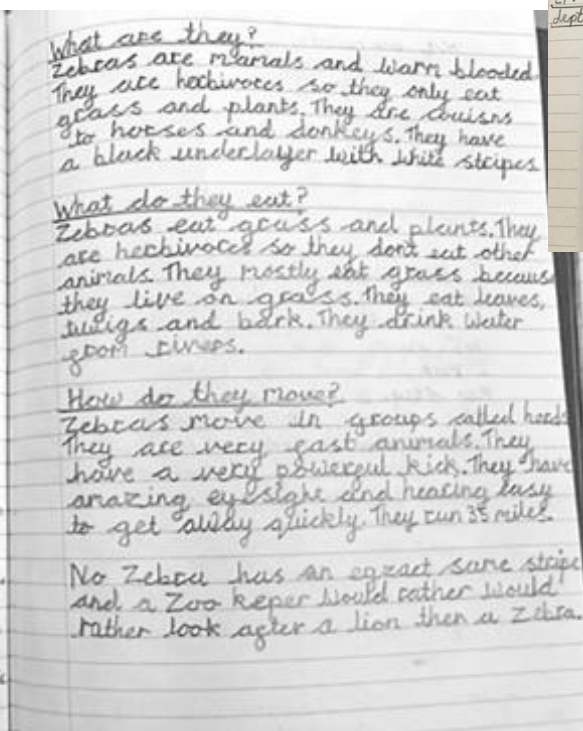 What are they?
Zebras are mamals and warm blooded
They are herbivores so they only eat
grass and plants. They are couisns
to horses and donkeys. They have
a black underlayer with white stripes
What do they eat?
Zebras eat grass and plants. They
are herbivores so they dont eat other
animals. They mostly eat grass becaus
they live on grass. They eat leaves,
twigs and bark. They drink water
from rivers.
How do they move?
Zebras move in groups called herds
They are very fast animals. They
have a very powerful kick. They have
amazing eyesight and hearing easy
to get away quickly. They run 35 miles.
No Zebra has an egzact same stripe
and a Zoo keper would rather would
rather look after a lion then a Zebra.
dept